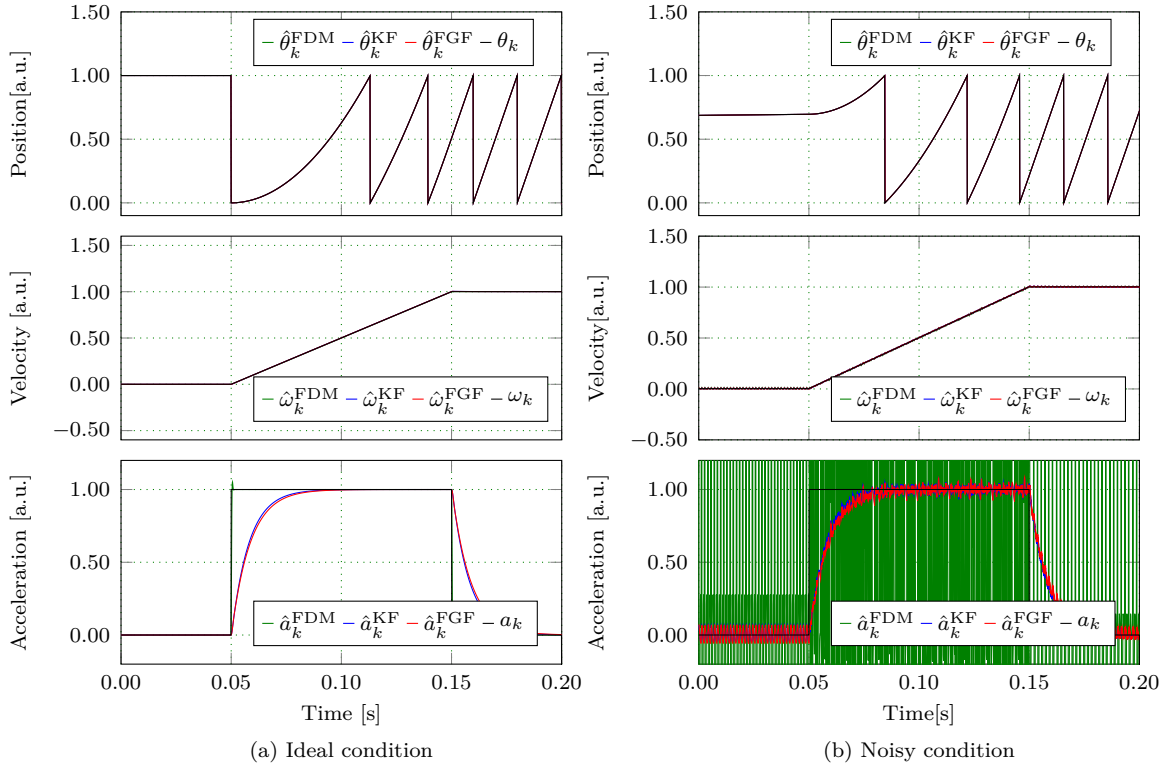 Position[a.u.]
1.00
0.50
0.00
θ̂_k^FDM θ̂_k^KF θ̂_k^FGF θ_k
Velocity [a.u.]
1.50
1.00
0.50
0.00
−0.50
ω̂_k^FDM ω̂_k^KF ω̂_k^FGF ω_k
Acceleration [a.u.]
1.00
0.50
0.00
â_k^FDM â_k^KF â_k^FGF a_k
0.00 0.05 0.10 0.15 0.20
Time [s]
(a) Ideal condition
Position[a.u.]
1.00
0.50
0.00
θ̂_k^FDM θ̂_k^KF θ̂_k^FGF θ_k
Velocity [a.u.]
1.50
1.00
0.50
0.00
−0.50
ω̂_k^FDM ω̂_k^KF ω̂_k^FGF ω_k
Acceleration [a.u.]
1.00
0.50
0.00
â_k^FDM â_k^KF â_k^FGF a_k
0.00 0.05 0.10 0.15 0.20
Time[s]
(b) Noisy condition